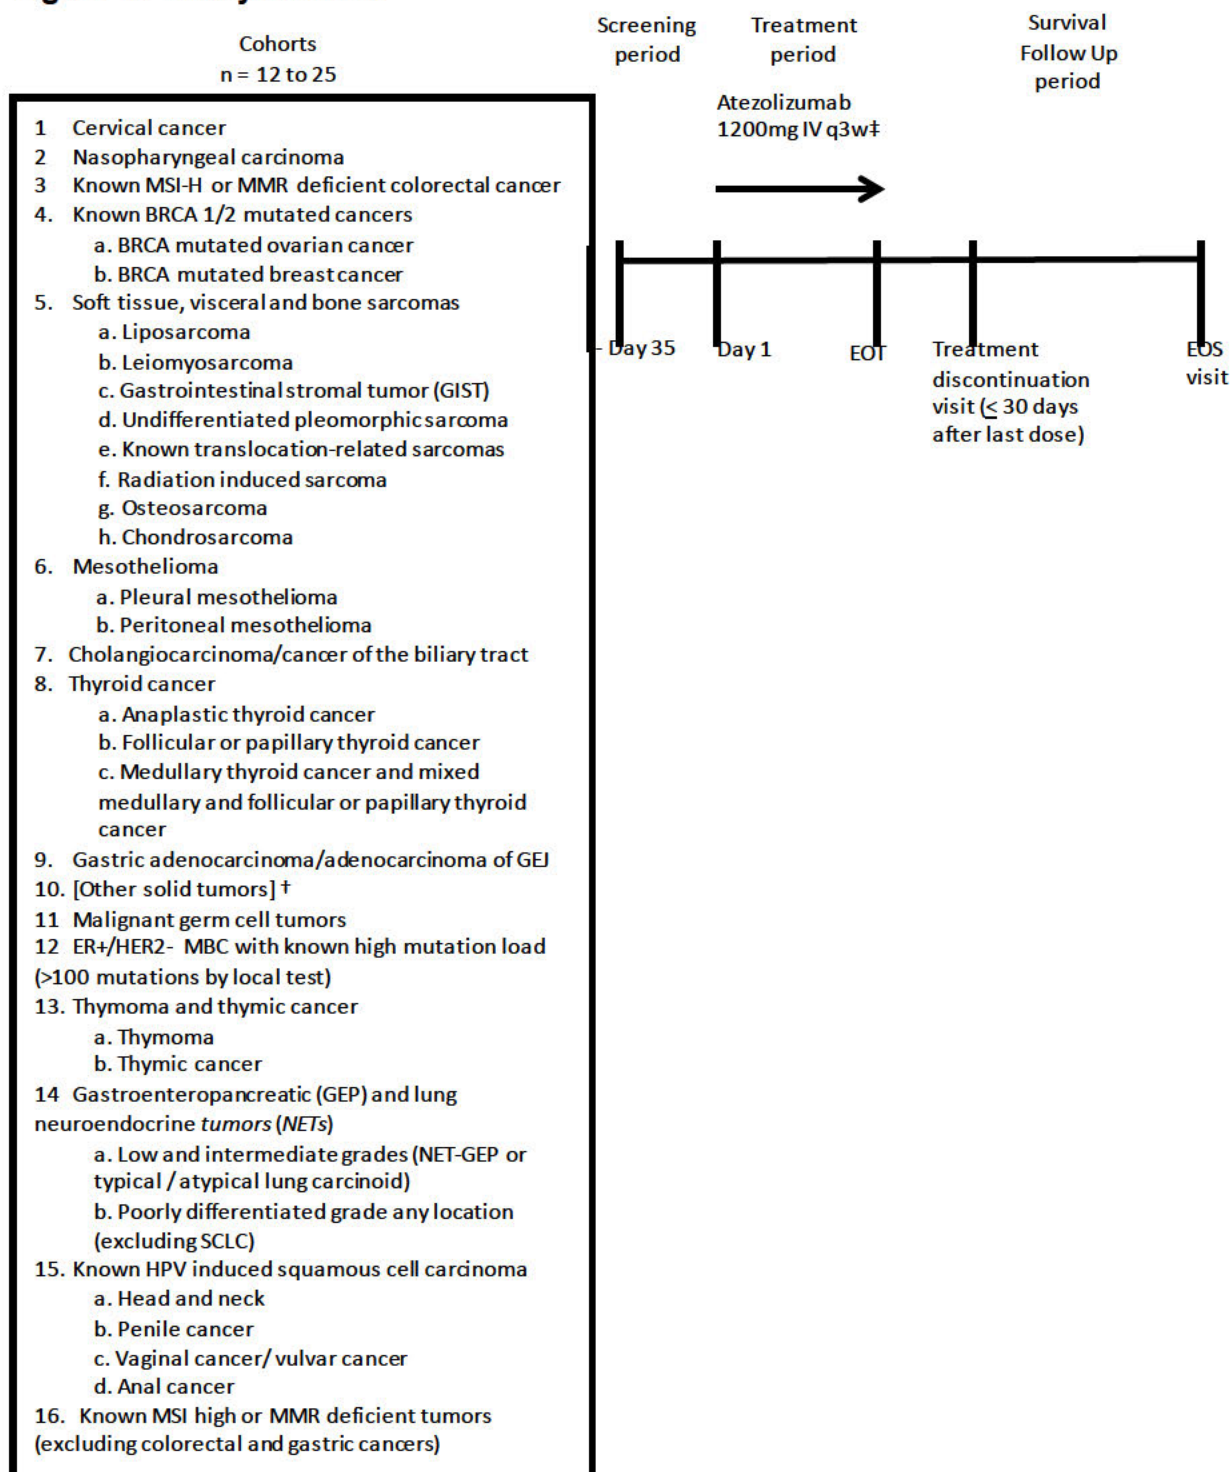 Cohorts
n = 12 to 25
Screening
period
Treatment
period
Survival
Follow Up
period
Atezolizumab
1200mg IV q3w‡
1 Cervical cancer
2 Nasopharyngeal carcinoma
3 Known MSI-H or MMR deficient colorectal cancer
4. Known BRCA 1/2 mutated cancers
a. BRCA mutated ovarian cancer
b. BRCA mutated breast cancer
5. Soft tissue, visceral and bone sarcomas
a. Liposarcoma
b. Leiomyosarcoma
c. Gastrointestinal stromal tumor (GIST)
d. Undifferentiated pleomorphic sarcoma
e. Known translocation-related sarcomas
f. Radiation induced sarcoma
g. Osteosarcoma
h. Chondrosarcoma
6. Mesothelioma
a. Pleural mesothelioma
b. Peritoneal mesothelioma
7. Cholangiocarcinoma/cancer of the biliary tract
8. Thyroid cancer
a. Anaplastic thyroid cancer
b. Follicular or papillary thyroid cancer
c. Medullary thyroid cancer and mixed
medullary and follicular or papillary thyroid
cancer
9. Gastric adenocarcinoma/adenocarcinoma of GEJ
10. [Other solid tumors] †
11 Malignant germ cell tumors
12 ER+/HER2- MBC with known high mutation load
(>100 mutations by local test)
13. Thymoma and thymic cancer
a. Thymoma
b. Thymic cancer
14 Gastroenteropancreatic (GEP) and lung
neuroendocrine tumors (NETs)
a. Low and intermediate grades (NET-GEP or
typical / atypical lung carcinoid)
b. Poorly differentiated grade any location
(excluding SCLC)
15. Known HPV induced squamous cell carcinoma
a. Head and neck
b. Penile cancer
c. Vaginal cancer/ vulvar cancer
d. Anal cancer
16. Known MSI high or MMR deficient tumors
(excluding colorectal and gastric cancers)
- Day 35
Day 1
EOT
Treatment
discontinuation
visit (≤ 30 days
after last dose)
EOS
visit